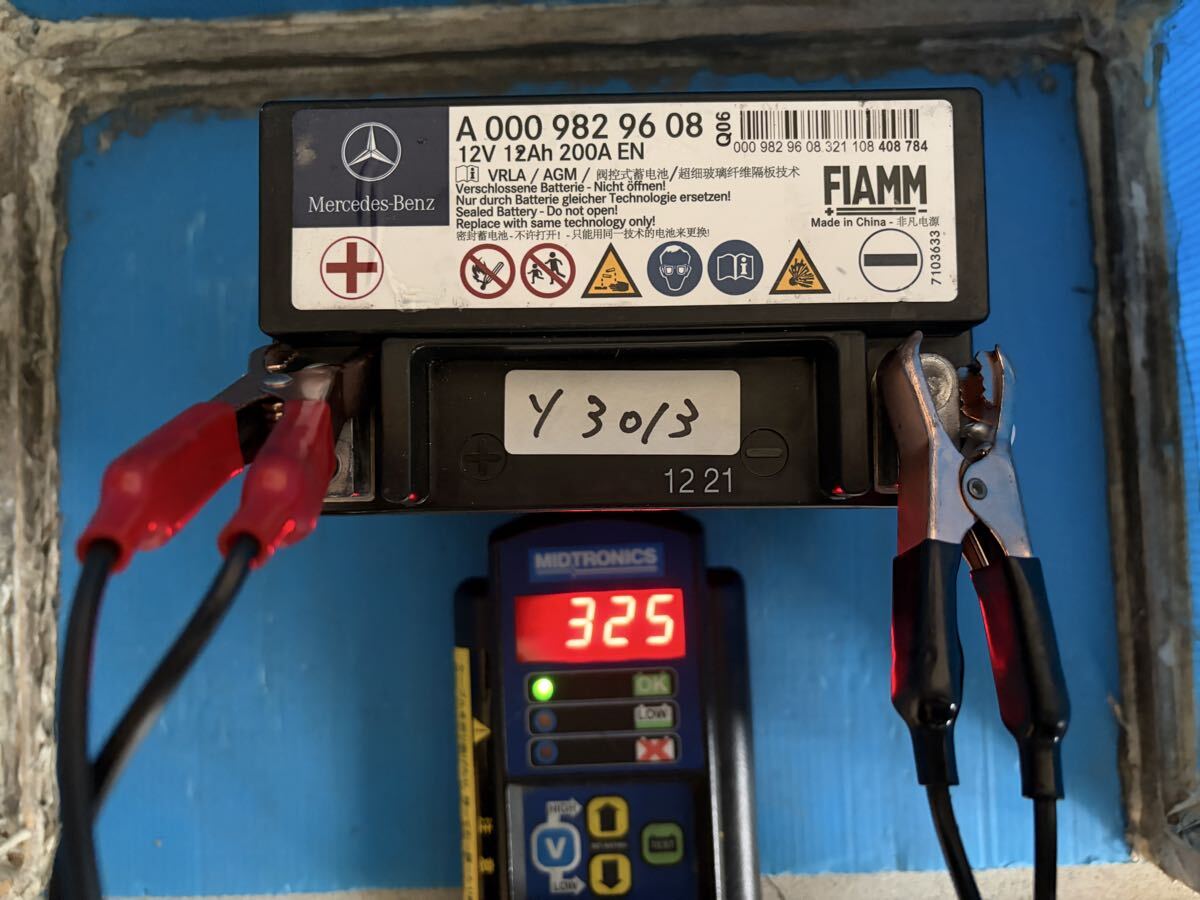 Mercedes-Benz
A 000 982 96 08
Q06
12V 12Ah 200A EN
000 982 96 08.321 108 408 784
VRLA / AGM / 阀控式蓄电池/超细玻璃纤维隔板技术
Verschlossene Batterie - Nicht öffnen!
Nur durch Batterie gleicher Technologie ersetzen!
Sealed Battery - Do not open!
Replace with same technology only!
密封蓄电池 - 不许打开! - 只能用同一技术的电池来更换!
FIAMM
Made in China - 非凡电源
7103633
Y 3013
12 21
MIDTRONICS
325
OK
LOW
HIGH
V
LOW
TEST